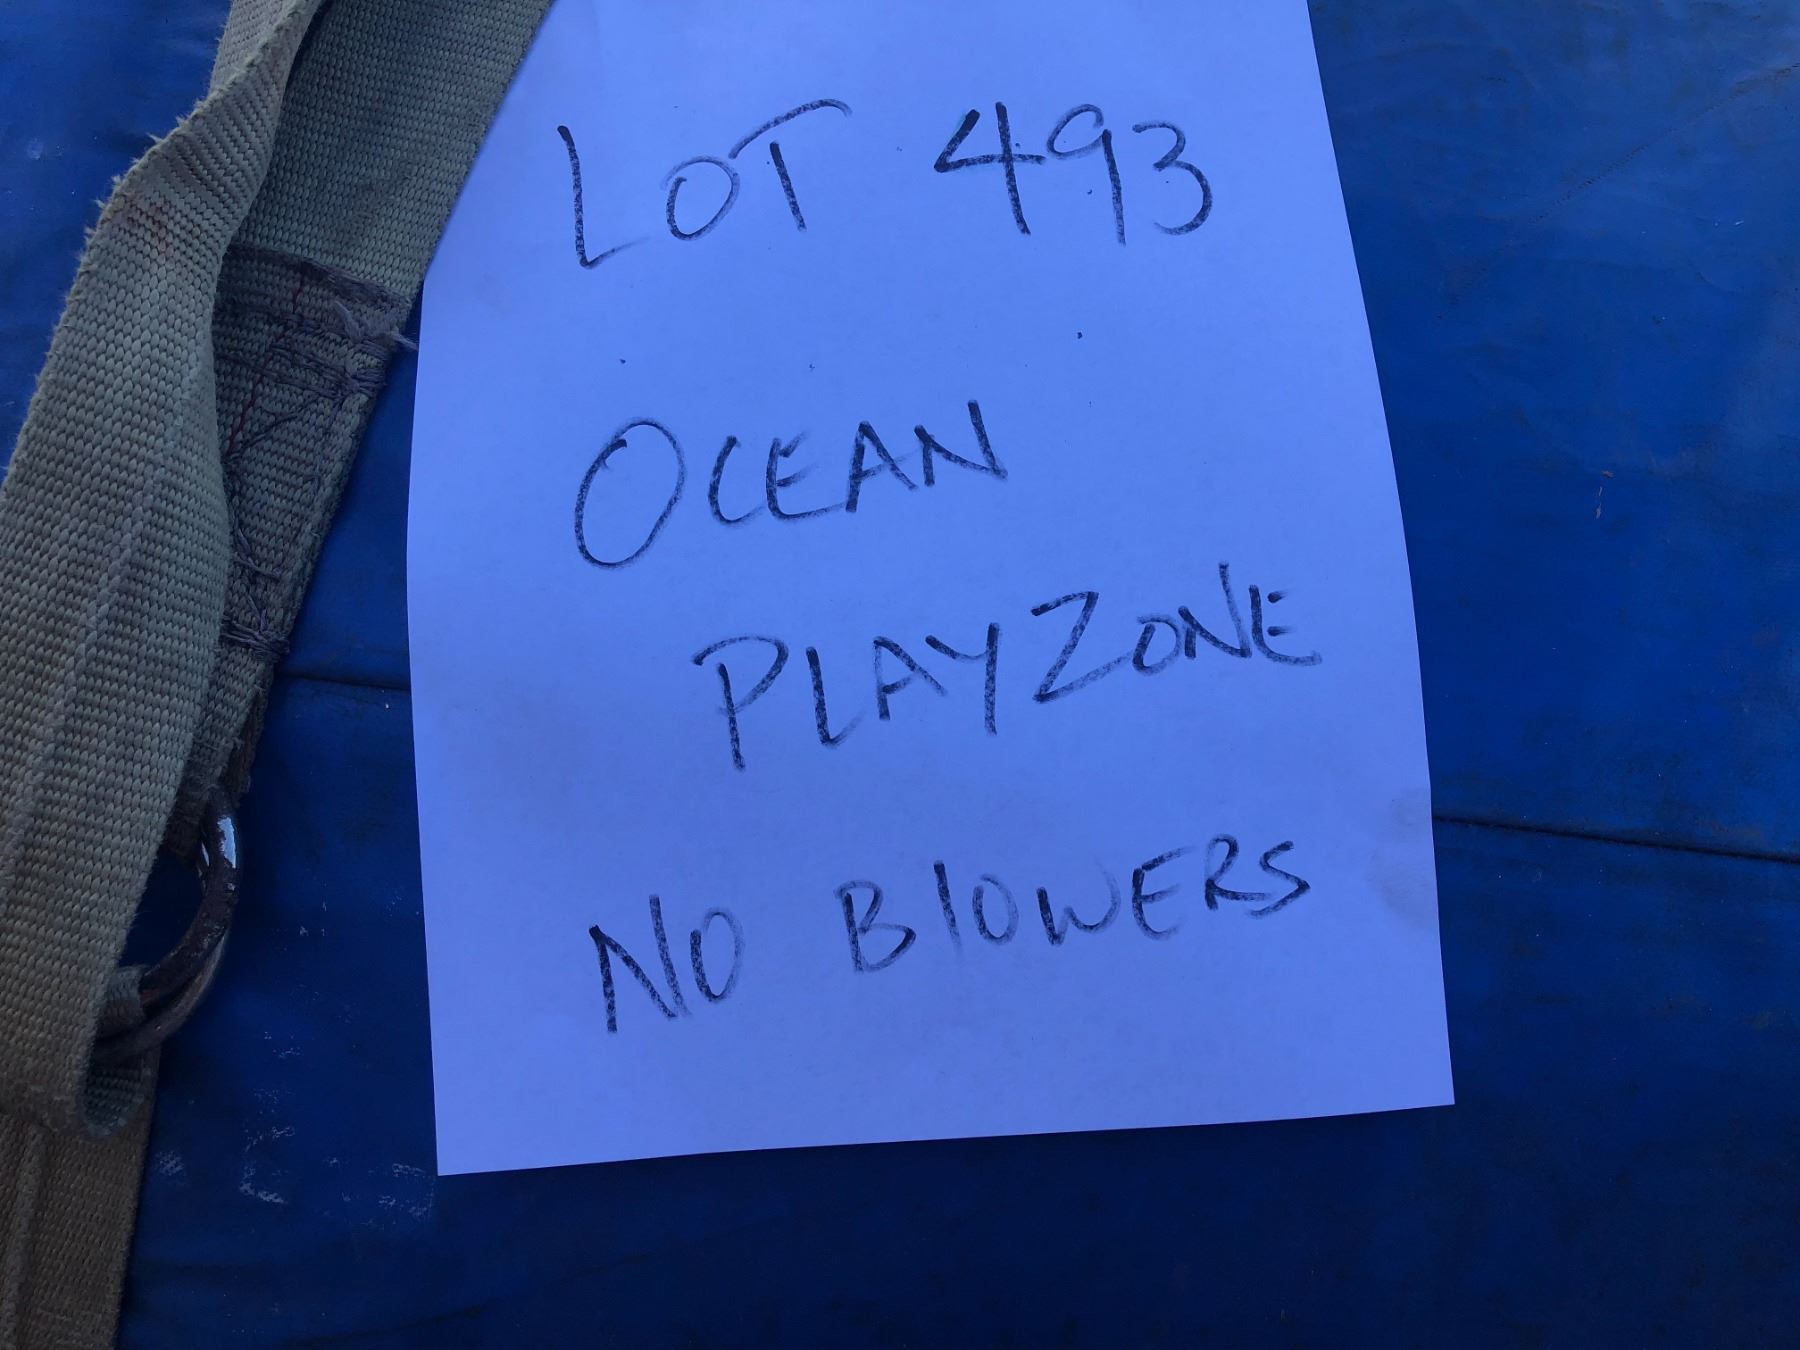 LOT 493
OCEAN
PLAYZONE
NO BlOWERS